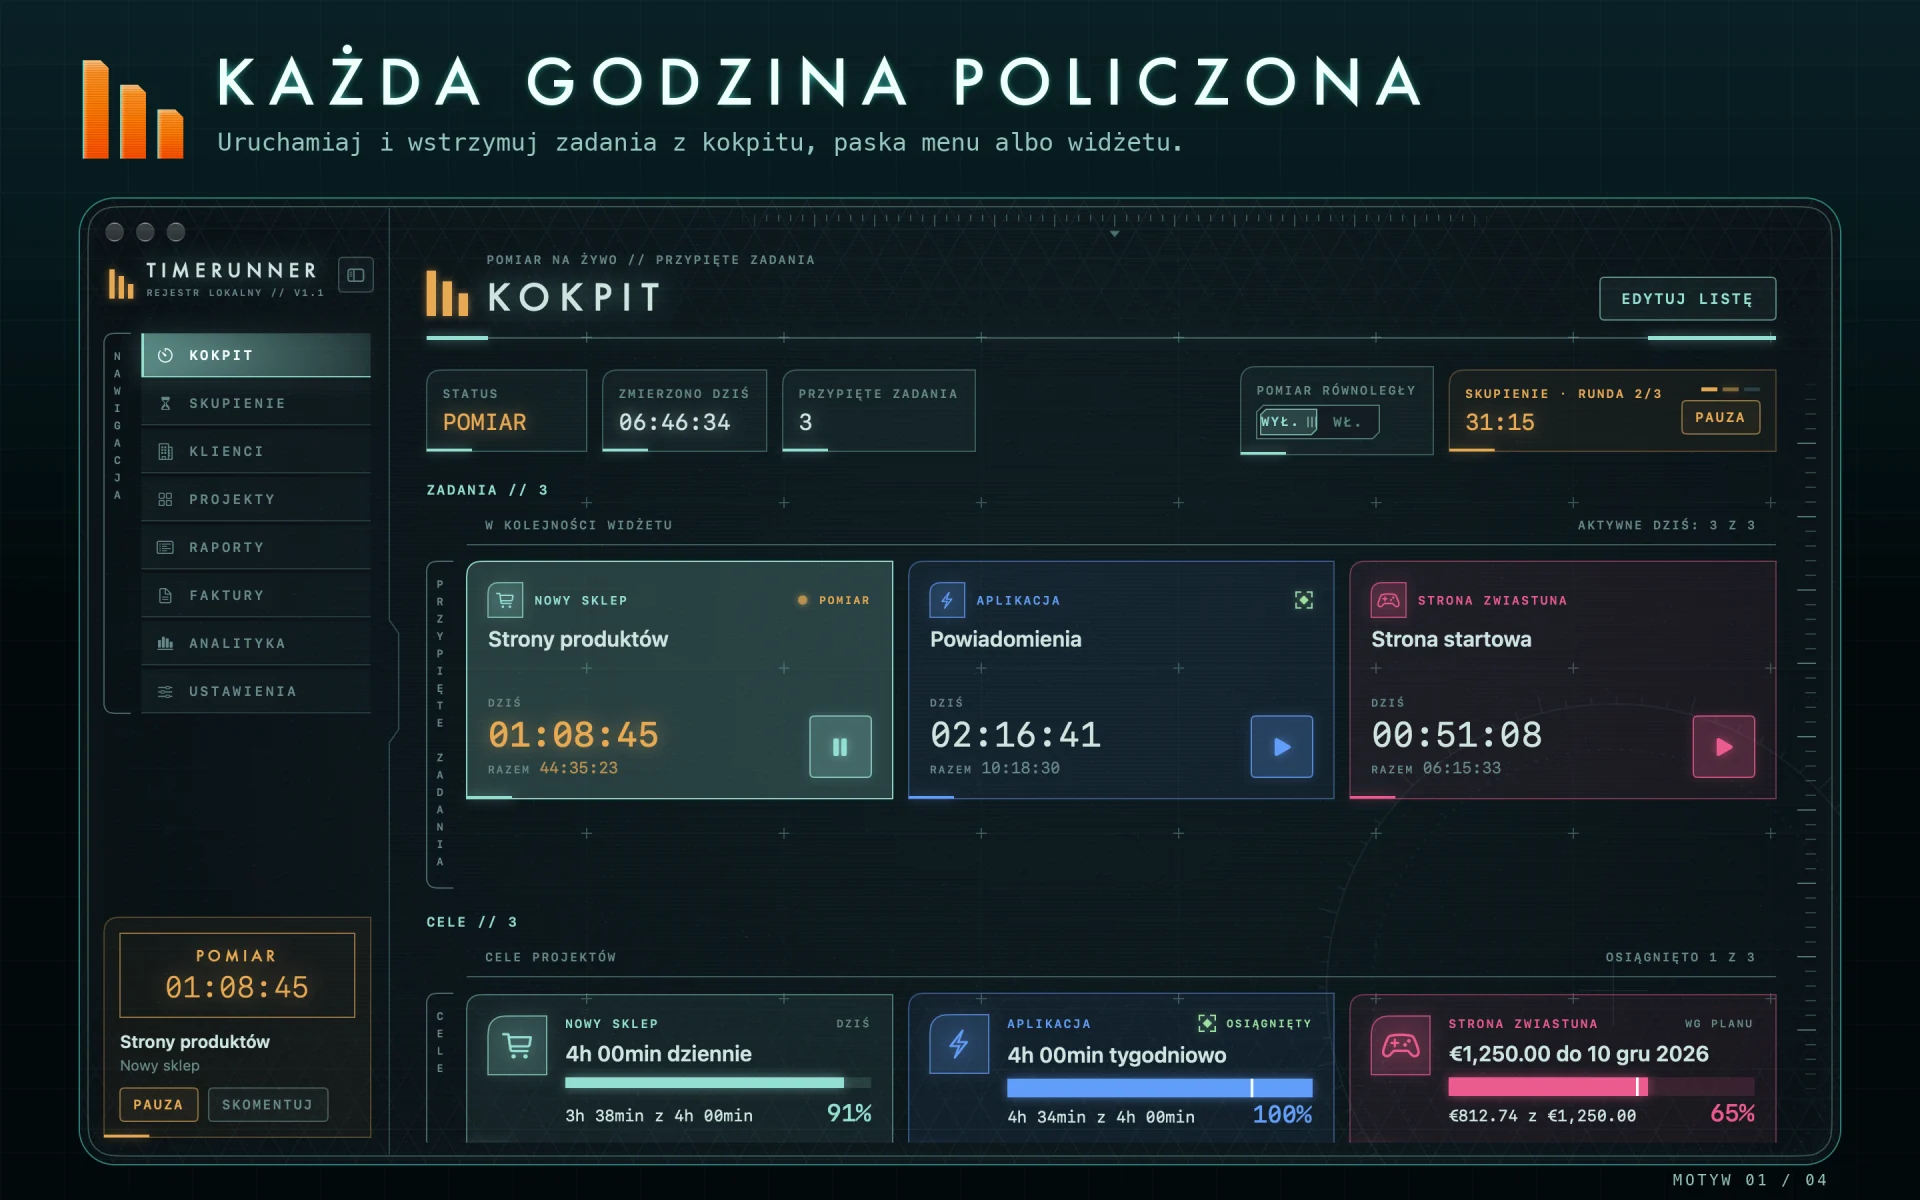 KAŻDA GODZINA POLICZONA
Uruchamiaj i wstrzymuj zadania z kokpitu, paska menu albo widżetu.
TIMERUNNER
REJESTR LOKALNY // V1.1
NAWIGACJA
KOKPIT
SKUPIENIE
KLIENCI
PROJEKTY
RAPORTY
FAKTURY
ANALITYKA
USTAWIENIA
POMIAR
01:08:45
Strony produktów
Nowy sklep
PAUZA
SKOMENTUJ
POMIAR NA ŻYWO // PRZYPIĘTE ZADANIA
KOKPIT
EDYTUJ LISTĘ
STATUS
POMIAR
ZMIERZONO DZIŚ
06:46:34
PRZYPIĘTE ZADANIA
3
POMIAR RÓWNOLEGŁY
WYŁ. WŁ.
SKUPIENIE · RUNDA 2/3
31:15
PAUZA
ZADANIA // 3
W KOLEJNOŚCI WIDŻETU
AKTYWNE DZIŚ: 3 Z 3
PRZYPIĘTE ZADANIA
NOWY SKLEP
POMIAR
Strony produktów
DZIŚ
01:08:45
RAZEM 44:35:23
APLIKACJA
Powiadomienia
DZIŚ
02:16:41
RAZEM 10:18:30
STRONA ZWIASTUNA
Strona startowa
DZIŚ
00:51:08
RAZEM 06:15:33
CELE // 3
CELE PROJEKTÓW
OSIĄGNIĘTO 1 Z 3
CELE
NOWY SKLEP
DZIŚ
4h 00min dziennie
3h 38min z 4h 00min
91%
APLIKACJA
OSIĄGNIĘTY
4h 00min tygodniowo
4h 34min z 4h 00min
100%
STRONA ZWIASTUNA
WG PLANU
€1,250.00 do 10 gru 2026
€812.74 z €1,250.00
65%
MOTYW 01 / 04